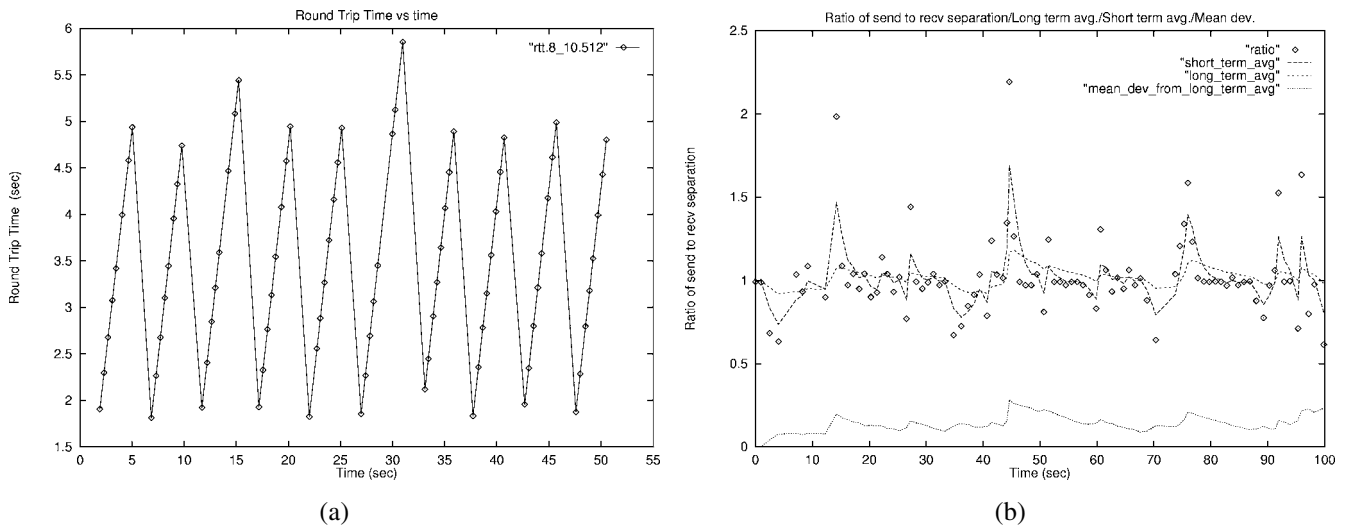 Round Trip Time vs time
6
5.5
5
4.5
4
3.5
3
2.5
2
1.5
Round Trip Time (sec)
"rtt.8_10.512"
0 5 10 15 20 25 30 35 40 45 50 55
Time (sec)
(a)
Ratio of send to recv separation/Long term avg./Short term avg./Mean dev.
2.5
2
1.5
1
0.5
0
Ratio of send to recv separation
"ratio"
"short_term_avg"
"long_term_avg"
"mean_dev_from_long_term_avg"
0 10 20 30 40 50 60 70 80 90 100
Time (sec)
(b)